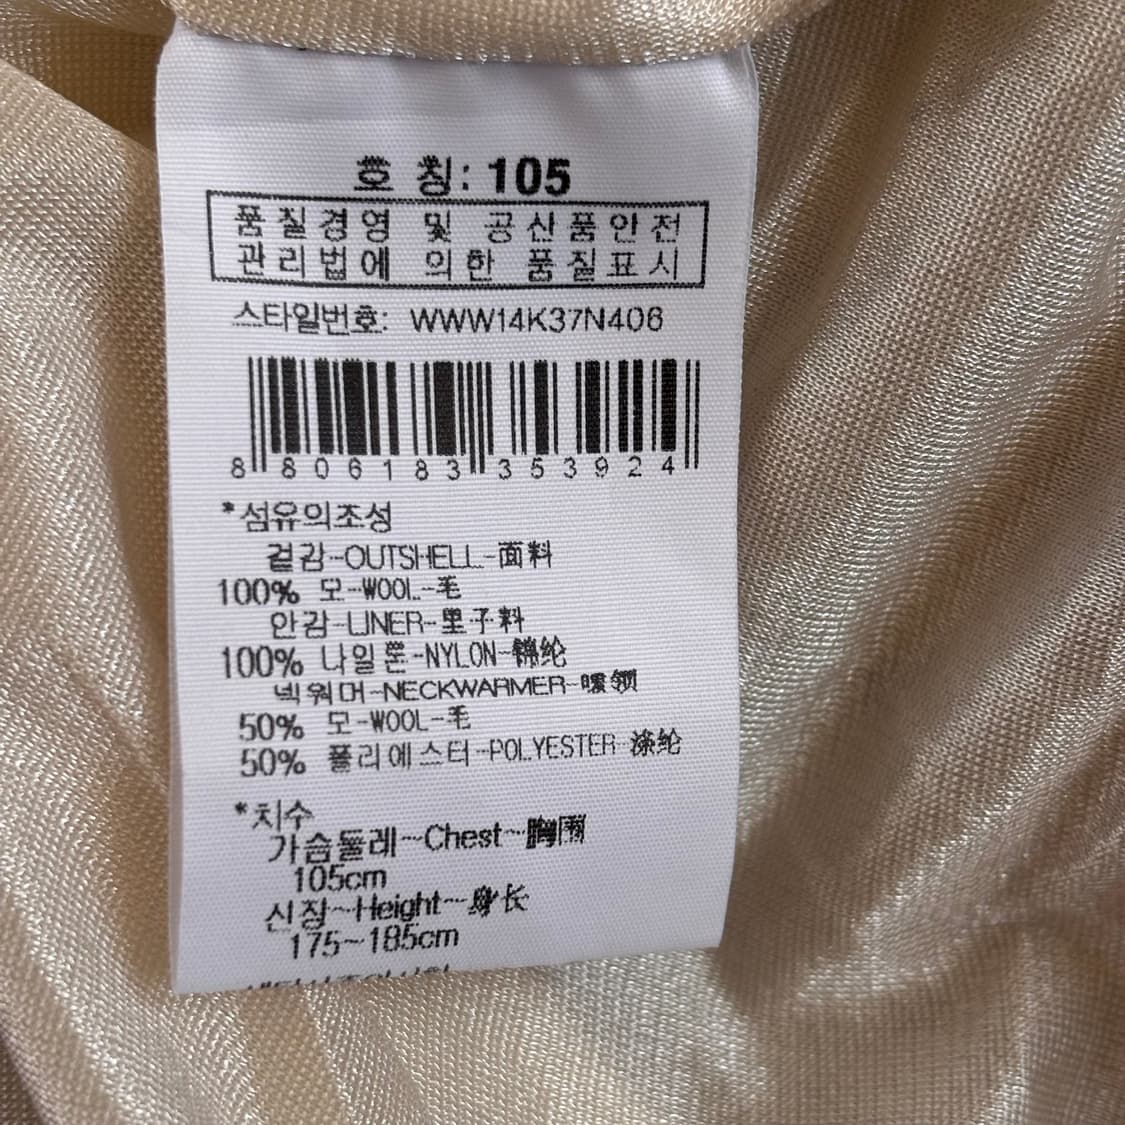 호 칭: 105
품질경영 및 공산품안전
관리법에 의한 품질표시
스타일번호: WWW14K37N406
8 806183 353924
*섬유의조성
겉감-OUTSHELL-面料
100% 모-WOOL-毛
안감-LINER-里子料
100% 나일론-NYLON-锦纶
넥워머-NECKWARMER-暖领
50% 모-WOOL-毛
50% 폴리에스터-POLYESTER-涤纶
*치수
가슴둘레~Chest~胸围
105cm
신장~Height~身长
175~185cm